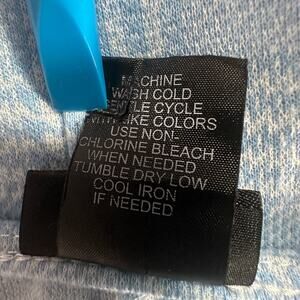 MACHINE
WASH COLD
GENTLE CYCLE
WITH LIKE COLORS
USE NON-
CHLORINE BLEACH
WHEN NEEDED
TUMBLE DRY LOW
COOL IRON
IF NEEDED